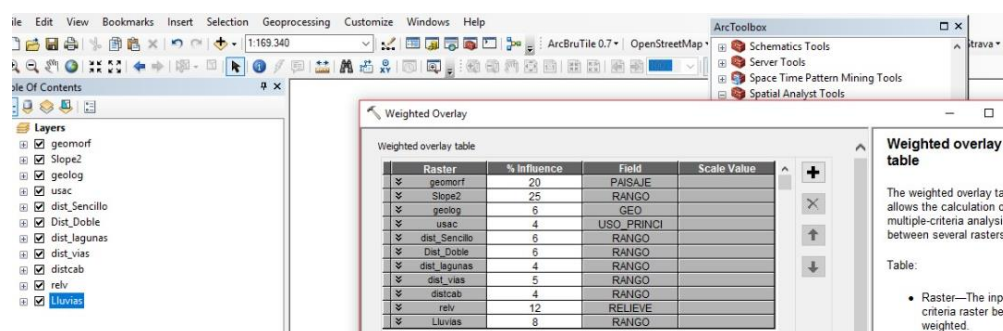 ile Edit View Bookmarks Insert Selection Geoprocessing Customize Windows Help
1:169.340
ArcBruTile 0.7 OpenStreetMap
Strava
ArcToolbox
Schematics Tools
Server Tools
Space Time Pattern Mining Tools
Spatial Analyst Tools
ble Of Contents
Layers
geomorf
Slope2
geolog
usac
dist_Sencillo
Dist_Doble
dist_lagunas
dist_vias
distcab
relv
Lluvias
Weighted Overlay
Weighted overlay table
Raster % Influence Field Scale Value
geomorf 20 PAISAJE
Slope2 25 RANGO
geolog 6 GEO
usac 4 USO_PRINCI
dist_Sencillo 6 RANGO
Dist_Doble 6 RANGO
dist_lagunas 4 RANGO
dist_vias 5 RANGO
distcab 4 RANGO
relv 12 RELIEVE
Lluvias 8 RANGO
Weighted overlay
table
The weighted overlay ta
allows the calculation o
multiple-criteria analysi
between several rasters
Table:
• Raster—The inp
criteria raster be
weighted.